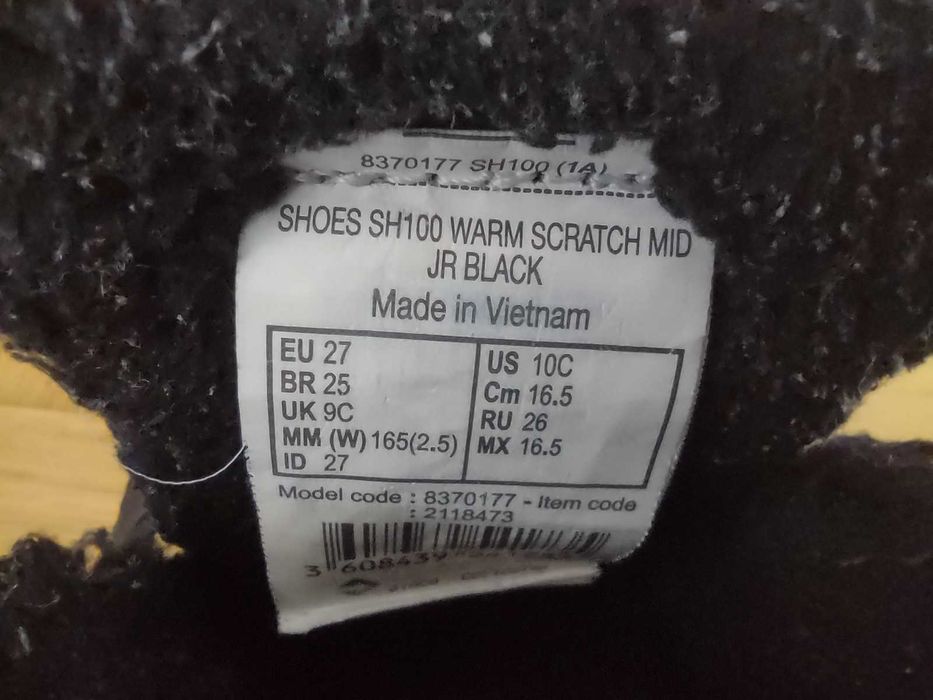 8370177 SH100 (1A)
SHOES SH100 WARM SCRATCH MID
JR BLACK
Made in Vietnam
EU 27
BR 25
UK 9C
MM (W) 165(2.5)
ID 27
US 10C
Cm 16.5
RU 26
MX 16.5
Model code : 8370177 - Item code
: 2118473
3 608439